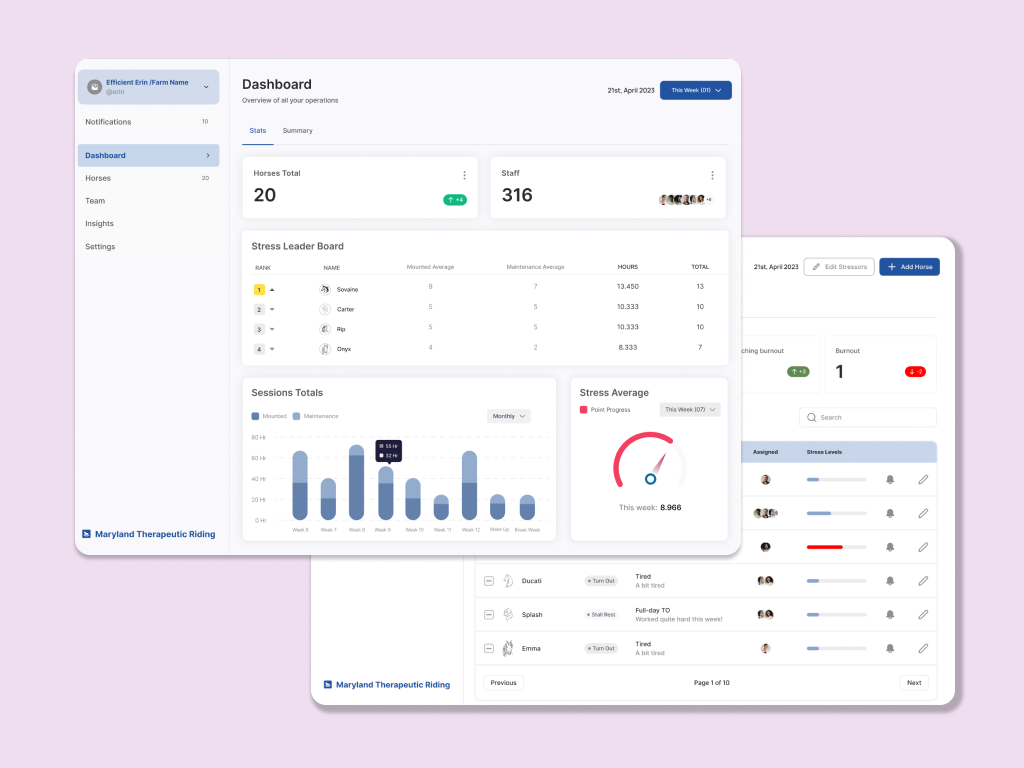 Efficient Erin /Farm Name
@erin
Notifications 10
Dashboard
Horses 20
Team
Insights
Settings
Maryland Therapeutic Riding
Dashboard
Overview of all your operations
21st, April 2023 This Week (01)
Stats Summary
Horses Total
20
+4
Staff
316
+6
Stress Leader Board
RANK NAME Mounted Average Maintenance Average HOURS TOTAL
1 Sovaine 9 7 13.450 13
2 Carter 5 5 10.333 10
3 Rip 5 5 10.333 10
4 Onyx 4 2 8.333 7
Sessions Totals
Mounted Maintenance Monthly
80 Hr
60 Hr
40 Hr
20 Hr
0 Hr
55 Hr
32 Hr
Week 6 Week 7 Week 8 Week 9 Week 10 Week 11 Week 12 Make Up Break Week
Stress Average
Point Progress This Week (07)
This week: 8.966
21st, April 2023 Edit Stressors Add Horse
ching burnout
+3
Burnout
1
-2
Search
Assigned Stress Levels
Ducati Turn Out Tired
A bit tired
Splash Stall Rest Full-day TO
Worked quite hard this week!
Emma Turn Out Tired
A bit tired
Previous Page 1 of 10 Next
Maryland Therapeutic Riding